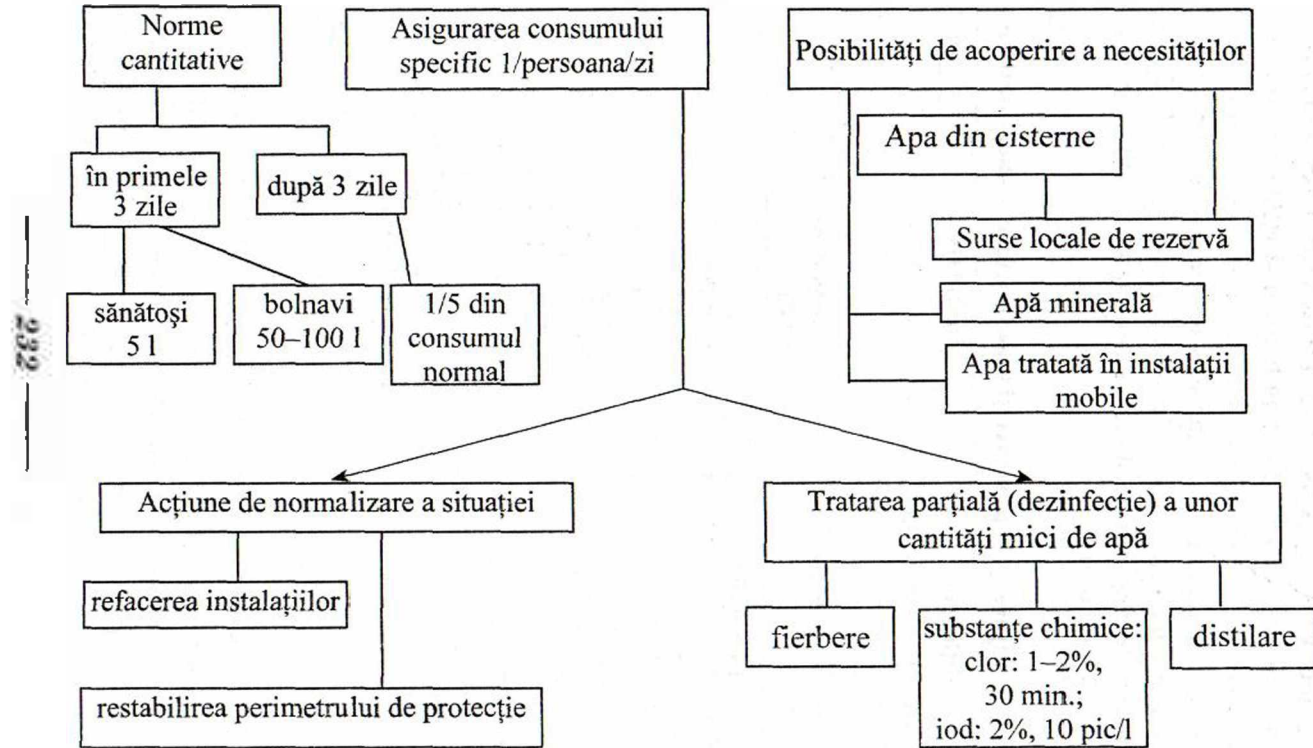 Norme
cantitative
Asigurarea consumului
specific 1/persoana/zi
Posibilități de acoperire a necesităților
în primele
3 zile
după 3 zile
Apa din cisterne
Surse locale de rezervă
sănătoşi
5 l
bolnavi
50–100 l
1/5 din
consumul
normal
Apă minerală
Apa tratată în instalații
mobile
232
Acțiune de normalizare a situației
Tratarea parțială (dezinfecție) a unor
cantități mici de apă
refacerea instalațiilor
restabilirea perimetrului de protecție
fierbere
substanțe chimice:
clor: 1–2%,
30 min.;
iod: 2%, 10 pic/l
distilare